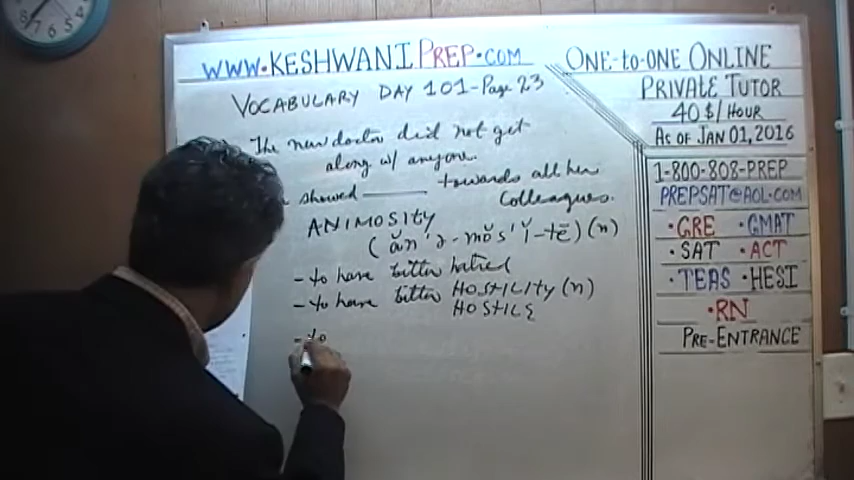 www.KESHWANIPREP.com
VOCABULARY DAY 101-Page 23
The new doctor did not get
along w/ anyone.
showed ______ towards all her
Colleagues.
ANIMOSITY
(ăn'ə-mŏs'ĭ-tē)(n)
- to have bitter hatred
- to have bitter HOSTILITY (n)
HOSTILE
- to
ONE-to-ONE ONLINE
PRIVATE TUTOR
40$/HOUR
AS OF JAN 01, 2016
1-800-808-PREP
PREPSAT@AOL.COM
•GRE •GMAT
•SAT •ACT
•TEAS •HESI
•RN
PRE-ENTRANCE